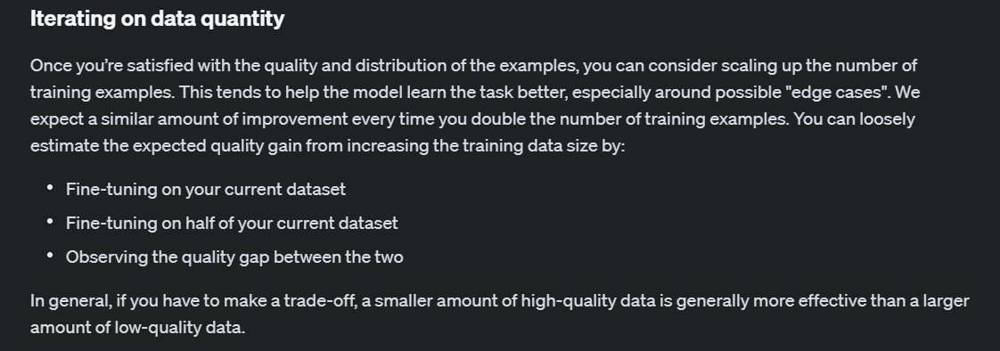 Iterating on data quantity
Once you’re satisfied with the quality and distribution of the examples, you can consider scaling up the number of
training examples. This tends to help the model learn the task better, especially around possible "edge cases". We
expect a similar amount of improvement every time you double the number of training examples. You can loosely
estimate the expected quality gain from increasing the training data size by:
• Fine-tuning on your current dataset
• Fine-tuning on half of your current dataset
• Observing the quality gap between the two
In general, if you have to make a trade-off, a smaller amount of high-quality data is generally more effective than a larger
amount of low-quality data.